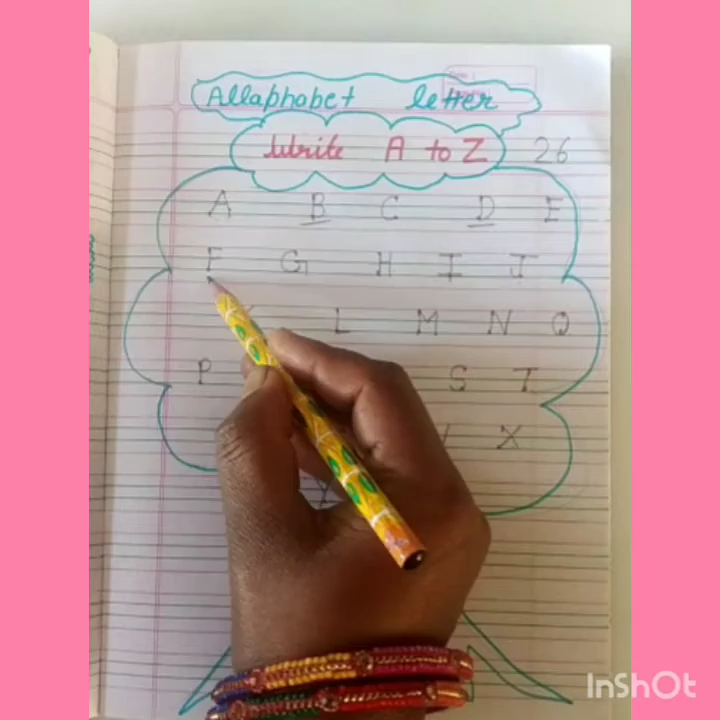 Allaphobet letter
Write A to Z 26
A B C D E
F G H I J
L M N O
P S T
X
InShOt